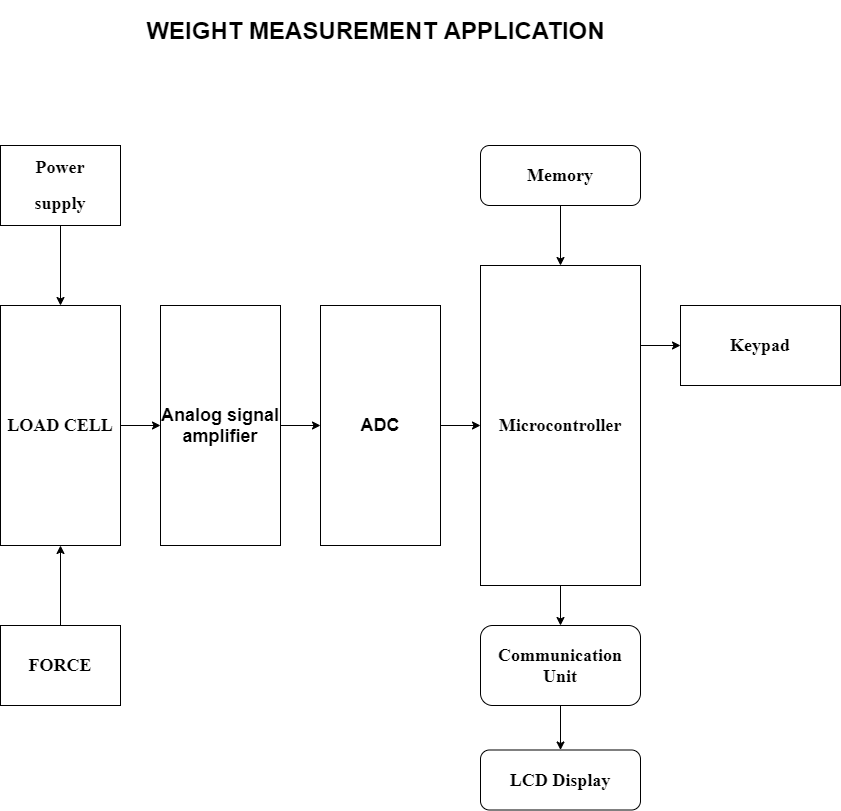 WEIGHT MEASUREMENT APPLICATION
Power
supply
Memory
Keypad
LOAD CELL
Analog signal
amplifier
ADC
Microcontroller
FORCE
Communication
Unit
LCD Display